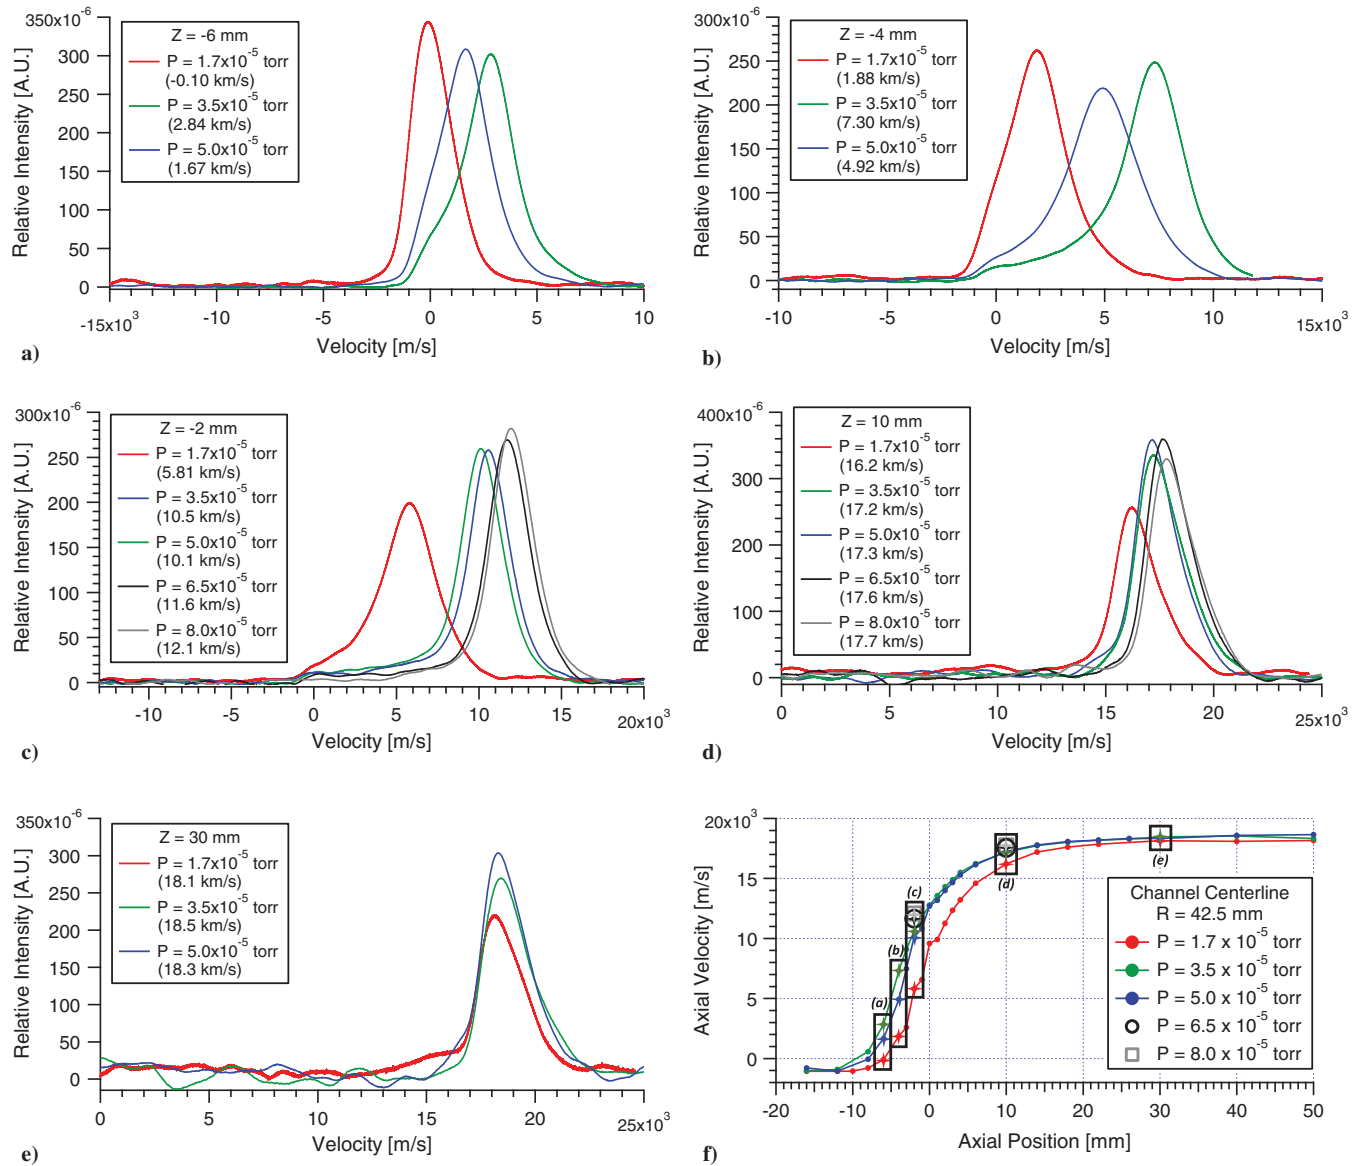 350x10-6
300
250
200
150
100
50
0
Relative Intensity [A.U.]
Z = -6 mm
P = 1.7x10-5 torr
(-0.10 km/s)
P = 3.5x10-5 torr
(2.84 km/s)
P = 5.0x10-5 torr
(1.67 km/s)
-15x103 -10 -5 0 5 10
Velocity [m/s]
a)
300x10-6
250
200
150
100
50
0
Relative Intensity [A.U.]
Z = -4 mm
P = 1.7x10-5 torr
(1.88 km/s)
P = 3.5x10-5 torr
(7.30 km/s)
P = 5.0x10-5 torr
(4.92 km/s)
-10 -5 0 5 10 15x103
Velocity [m/s]
b)
300x10-6
250
200
150
100
50
0
Relative Intensity [A.U.]
Z = -2 mm
P = 1.7x10-5 torr
(5.81 km/s)
P = 3.5x10-5 torr
(10.5 km/s)
P = 5.0x10-5 torr
(10.1 km/s)
P = 6.5x10-5 torr
(11.6 km/s)
P = 8.0x10-5 torr
(12.1 km/s)
-10 -5 0 5 10 15 20x103
Velocity [m/s]
c)
400x10-6
300
200
100
0
Relative Intensity [A.U.]
Z = 10 mm
P = 1.7x10-5 torr
(16.2 km/s)
P = 3.5x10-5 torr
(17.2 km/s)
P = 5.0x10-5 torr
(17.3 km/s)
P = 6.5x10-5 torr
(17.6 km/s)
P = 8.0x10-5 torr
(17.7 km/s)
0 5 10 15 20 25x103
Velocity [m/s]
d)
350x10-6
300
250
200
150
100
50
0
Relative Intensity [A.U.]
Z = 30 mm
P = 1.7x10-5 torr
(18.1 km/s)
P = 3.5x10-5 torr
(18.5 km/s)
P = 5.0x10-5 torr
(18.3 km/s)
0 5 10 15 20 25x103
Velocity [m/s]
e)
20x103
15
10
5
0
Axial Velocity [m/s]
(a)
(b)
(c)
(d)
(e)
Channel Centerline
R = 42.5 mm
P = 1.7 x 10-5 torr
P = 3.5 x 10-5 torr
P = 5.0 x 10-5 torr
P = 6.5 x 10-5 torr
P = 8.0 x 10-5 torr
-20 -10 0 10 20 30 40 50
Axial Position [mm]
f)